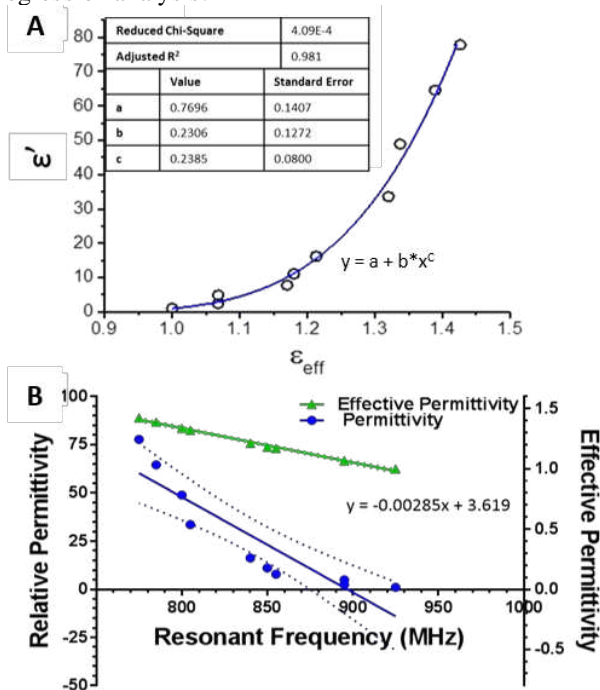 A
Reduced Chi-Square 4.09E-4
Adjusted R² 0.981
Value Standard Error
a 0.7696 0.1407
b 0.2306 0.1272
c 0.2385 0.0800
80
70
60
50
40
30
20
10
0
ε'
y = a + b*x^c
0.9 1.0 1.1 1.2 1.3 1.4 1.5
ε_eff
B
100
75
50
25
0
-25
-50
Relative Permittivity
Effective Permittivity
Permittivity
y = -0.00285x + 3.619
1.5
1.0
0.5
0.0
-0.5
Effective Permittivity
800 850 900 950 1000
Resonant Frequency (MHz)